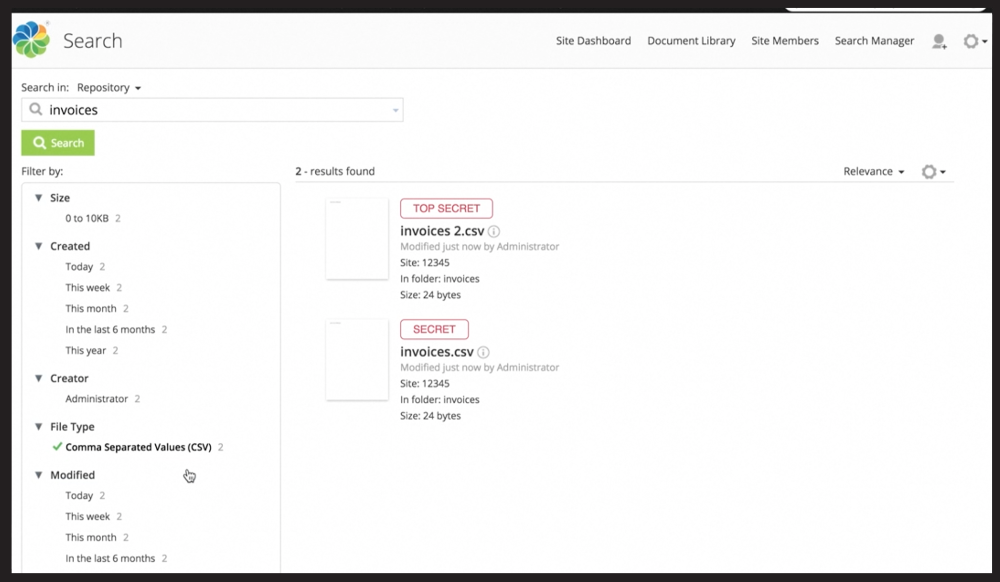 Search
Site Dashboard Document Library Site Members Search Manager
Search in: Repository
invoices
Search
Filter by:
2 - results found
Relevance
Size
0 to 10KB 2
Created
Today 2
This week 2
This month 2
In the last 6 months 2
This year 2
Creator
Administrator 2
File Type
Comma Separated Values (CSV) 2
Modified
Today 2
This week 2
This month 2
In the last 6 months 2
TOP SECRET
invoices 2.csv
Modified just now by Administrator
Site: 12345
In folder: invoices
Size: 24 bytes
SECRET
invoices.csv
Modified just now by Administrator
Site: 12345
In folder: invoices
Size: 24 bytes